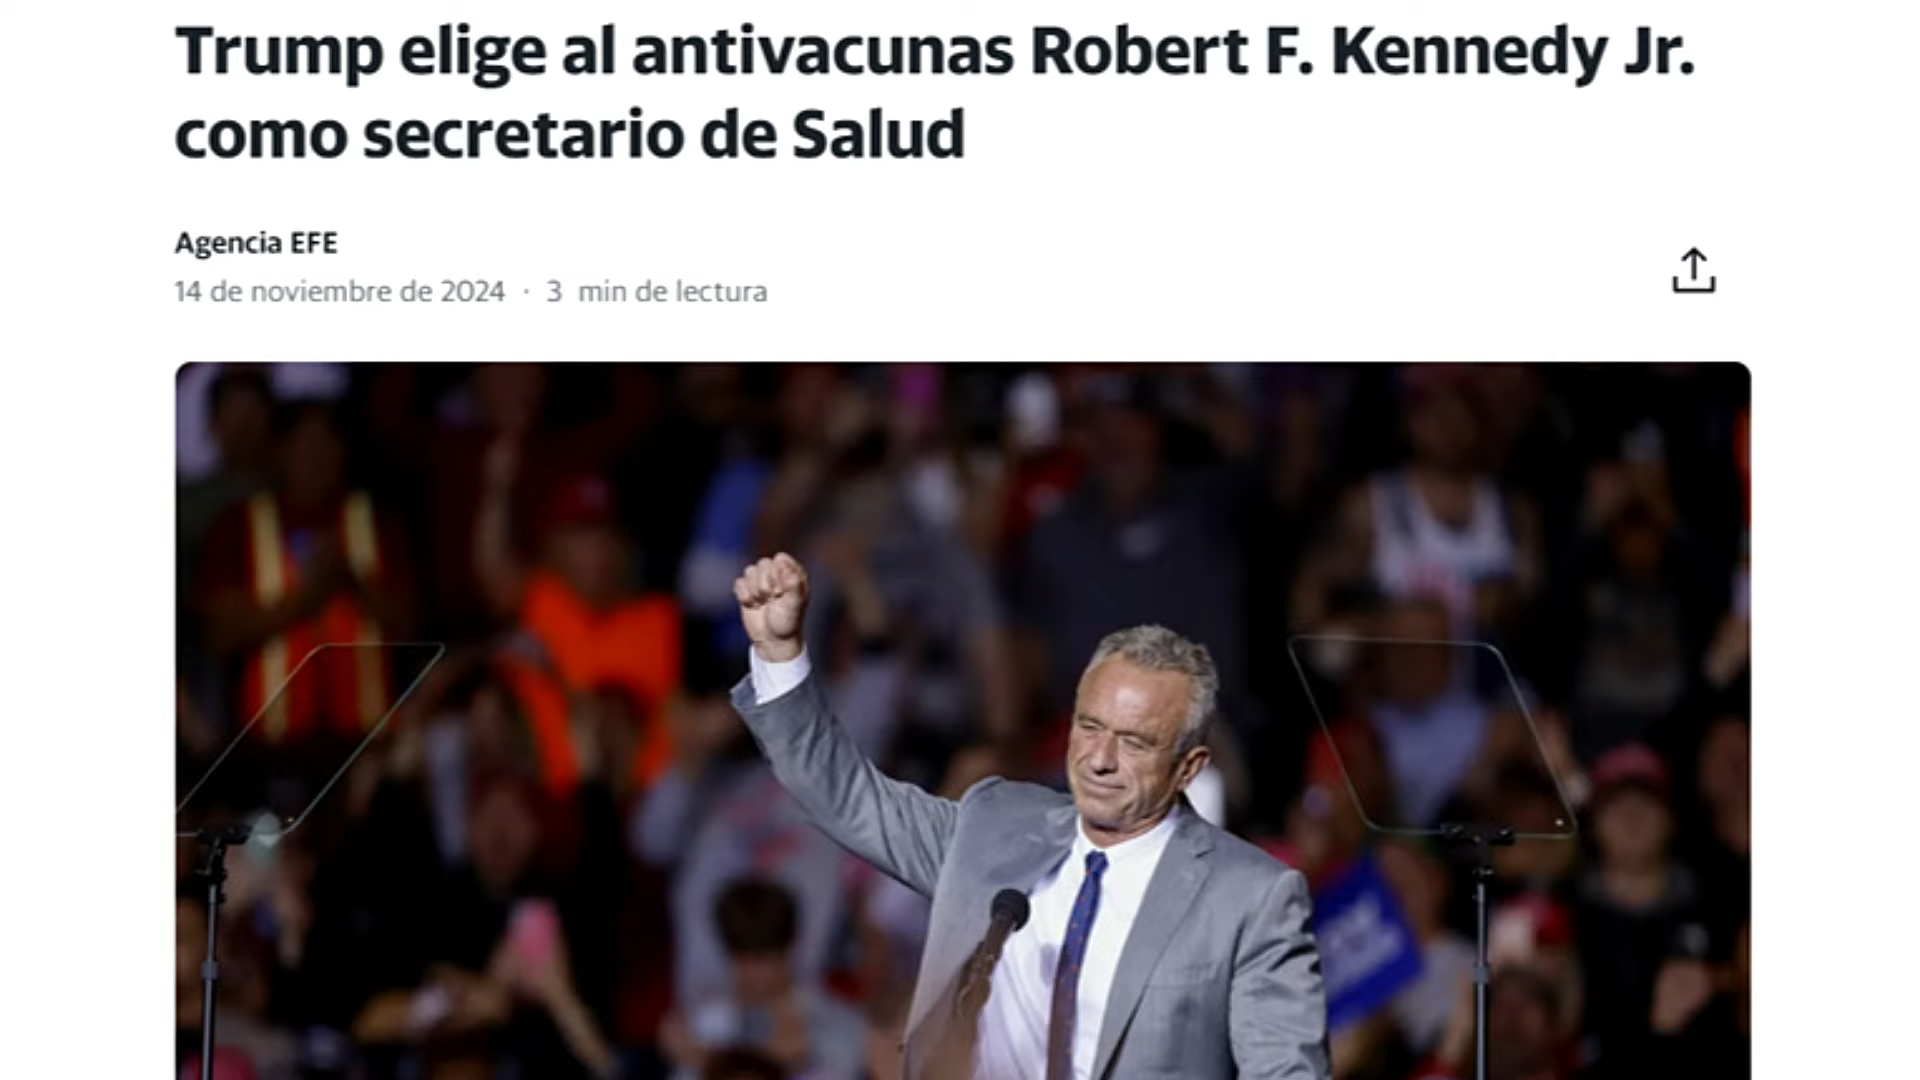 Trump elige al antivacunas Robert F. Kennedy Jr.
como secretario de Salud
Agencia EFE
14 de noviembre de 2024 · 3 min de lectura